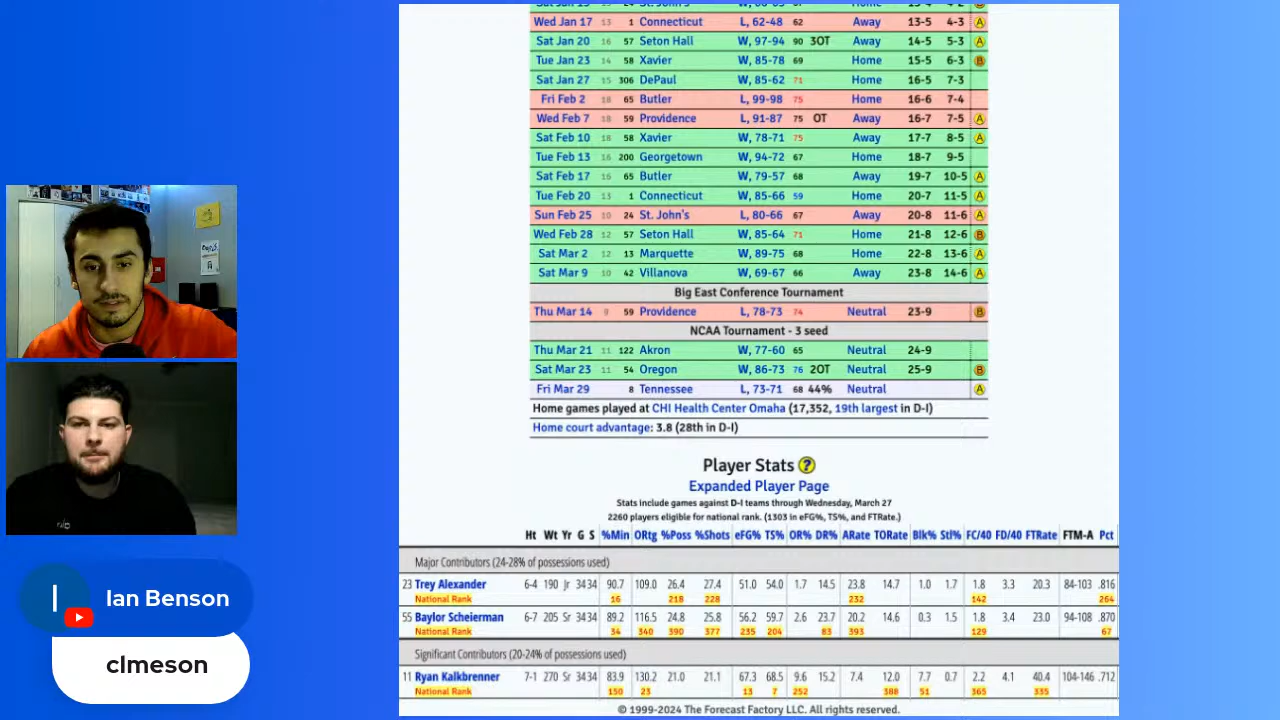 Wed Jan 17 13 1 Connecticut L, 62-48 62 Away 13-5 4-3 A
Sat Jan 20 16 57 Seton Hall W, 97-94 90 3OT Away 14-5 5-3 A
Tue Jan 23 14 58 Xavier W, 85-78 69 Home 15-5 6-3 B
Sat Jan 27 15 306 DePaul W, 85-62 71 Home 16-5 7-3
Fri Feb 2 18 65 Butler L, 99-98 75 Home 16-6 7-4
Wed Feb 7 18 59 Providence L, 91-87 75 OT Away 16-7 7-5 A
Sat Feb 10 18 58 Xavier W, 78-71 75 Away 17-7 8-5 A
Tue Feb 13 16 200 Georgetown W, 94-72 67 Home 18-7 9-5
Sat Feb 17 16 65 Butler W, 79-57 68 Away 19-7 10-5 A
Tue Feb 20 13 1 Connecticut W, 85-66 59 Home 20-7 11-5 A
Sun Feb 25 10 24 St. John's L, 80-66 67 Away 20-8 11-6 A
Wed Feb 28 12 57 Seton Hall W, 85-64 71 Home 21-8 12-6 B
Sat Mar 2 12 13 Marquette W, 89-75 68 Home 22-8 13-6 A
Sat Mar 9 10 42 Villanova W, 69-67 66 Away 23-8 14-6 A
Big East Conference Tournament
Thu Mar 14 9 59 Providence L, 78-73 74 Neutral 23-9 B
NCAA Tournament - 3 seed
Thu Mar 21 11 122 Akron W, 77-60 65 Neutral 24-9
Sat Mar 23 11 54 Oregon W, 86-73 76 2OT Neutral 25-9 B
Fri Mar 29 8 Tennessee L, 73-71 68 44% Neutral A
Home games played at CHI Health Center Omaha (17,352, 19th largest in D-I)
Home court advantage: 3.8 (28th in D-I)
Player Stats ?
Expanded Player Page
Stats include games against D-I teams through Wednesday, March 27
2260 players eligible for national rank. (1303 in eFG%, TS%, and FTRate.)
Ht Wt Yr G S %Min ORtg %Poss %Shots eFG% TS% OR% DR% ARate TORate Blk% Stl% FC/40 FD/40 FTRate FTM-A Pct
Major Contributors (24-28% of possessions used)
23 Trey Alexander 6-4 190 Jr 34 34 90.7 109.0 26.4 27.4 51.0 54.0 1.7 14.5 23.8 14.7 1.0 1.7 1.8 3.3 20.3 84-103 .816
National Rank 16 218 228 232 142 264
55 Baylor Scheierman 6-7 205 Sr 34 34 89.2 116.5 24.8 25.8 56.2 59.7 2.6 23.7 20.2 14.6 0.3 1.5 1.8 3.4 23.0 94-108 .870
National Rank 34 340 390 377 235 204 83 393 129 67
Significant Contributors (20-24% of possessions used)
11 Ryan Kalkbrenner 7-1 270 Sr 34 34 83.9 130.2 21.0 21.1 67.3 68.5 9.6 15.2 7.4 12.0 7.7 0.7 2.2 4.1 40.4 104-146 .712
National Rank 150 23 13 7 252 388 51 365 335
© 1999-2024 The Forecast Factory LLC. All rights reserved.
I
Ian Benson
clmeson